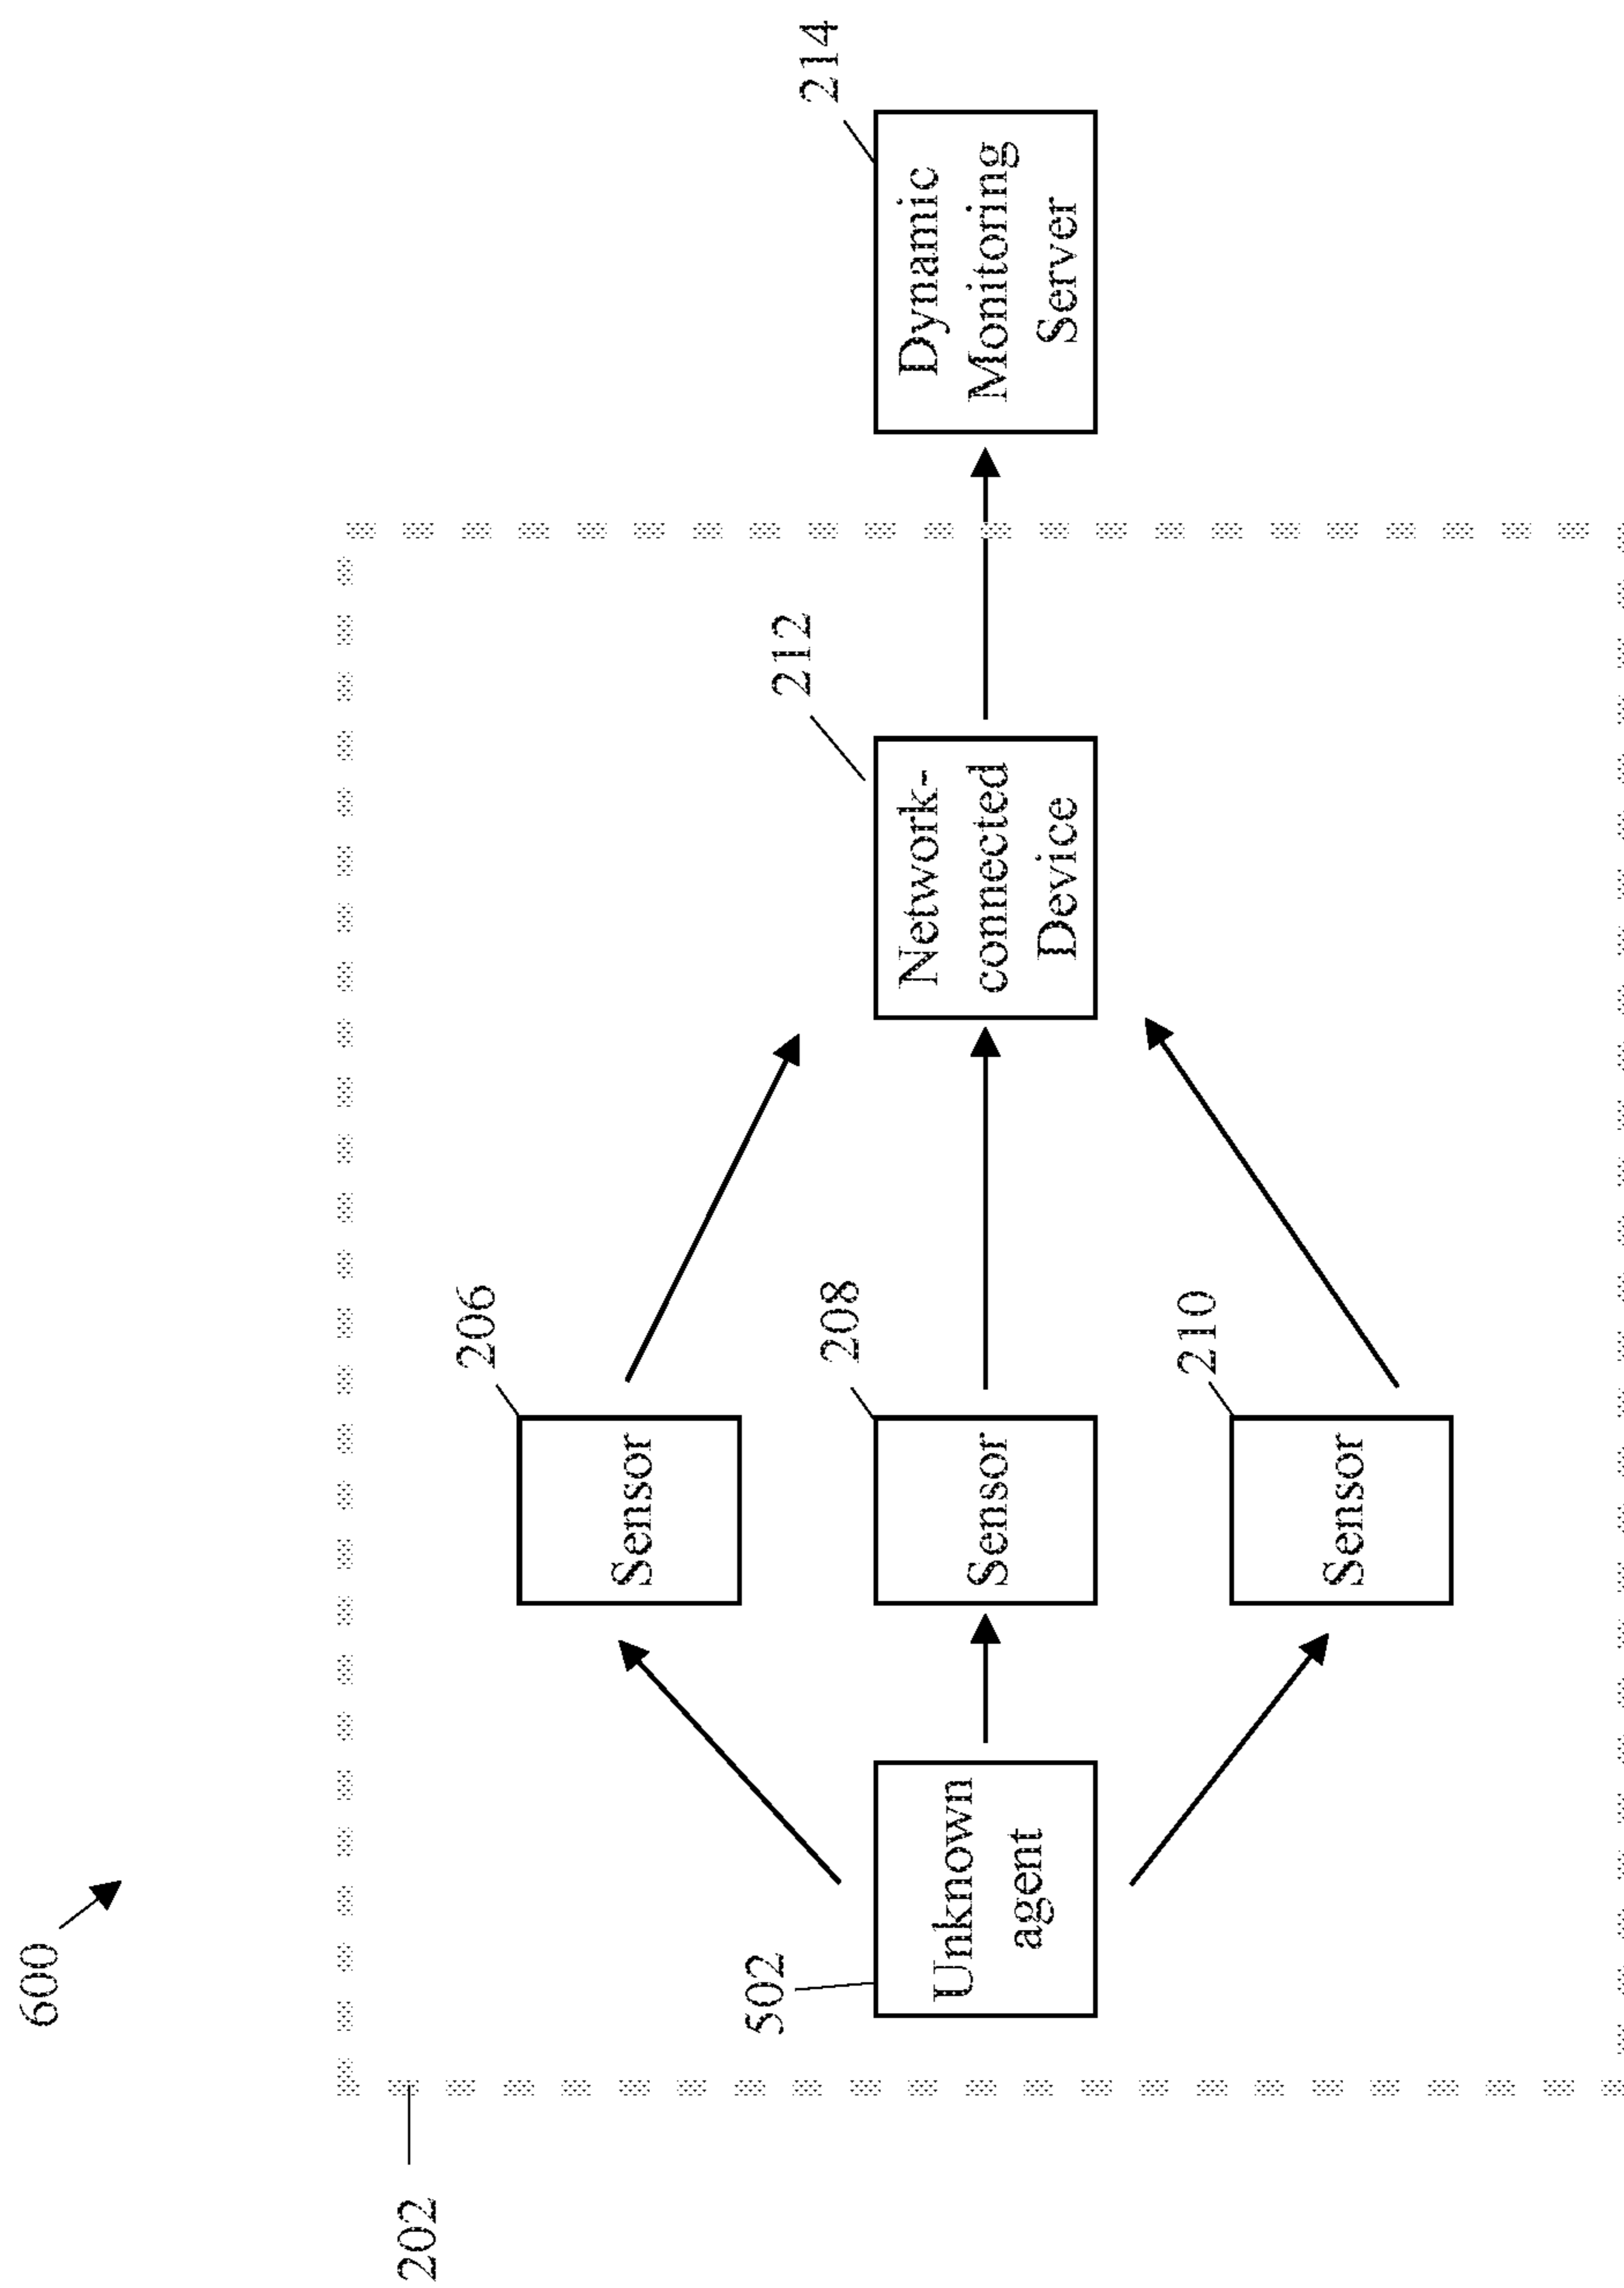 600
202
502
Unknown
agent
206
Sensor
208
Sensor
210
Sensor
212
Network-
connected
Device
214
Dynamic
Monitoring
Server